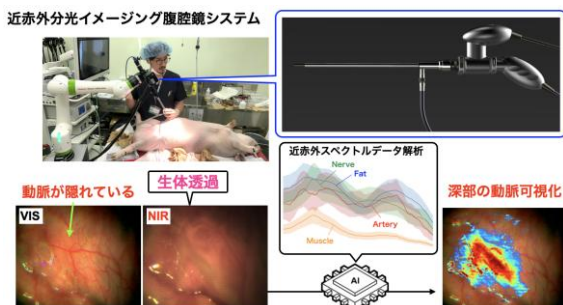 近赤外分光イメージング腹腔鏡システム
近赤外スペクトルデータ解析
Nerve
Fat
Artery
Muscle
動脈が隠れている
生体透過
深部の動脈可視化
VIS
NIR
AI